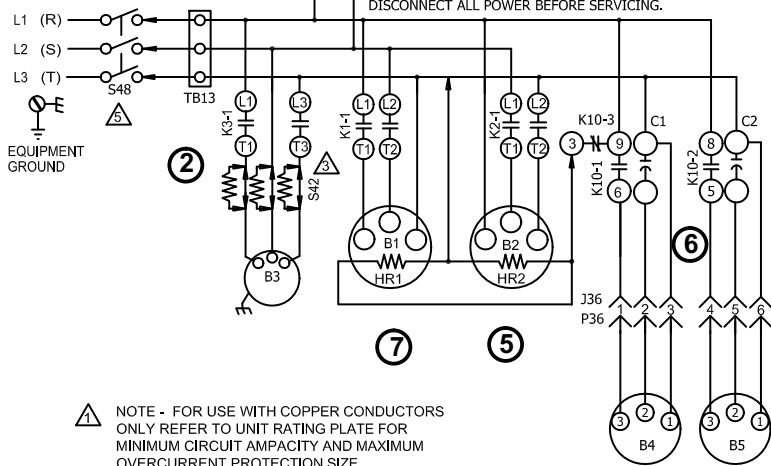 DISCONNECT ALL POWER BEFORE SERVICING.
L1 (R)
L2 (S)
L3 (T)
S48
5
TB13
EQUIPMENT
GROUND
L1
L3
K3-1
T1
T3
2
3
S42
B3
L1
L2
K1-1
T1
T2
B1
HR1
7
L1
L2
K2-1
T1
T2
B2
HR2
5
K10-3
3
9
C1
K10-1
6
8
C2
K10-2
5
6
J36
P36
1
2
3
4
5
6
3
2
1
B4
3
2
1
B5
1
NOTE - FOR USE WITH COPPER CONDUCTORS
ONLY REFER TO UNIT RATING PLATE FOR
MINIMUM CIRCUIT AMPACITY AND MAXIMUM
OVERCURRENT PROTECTION SIZE